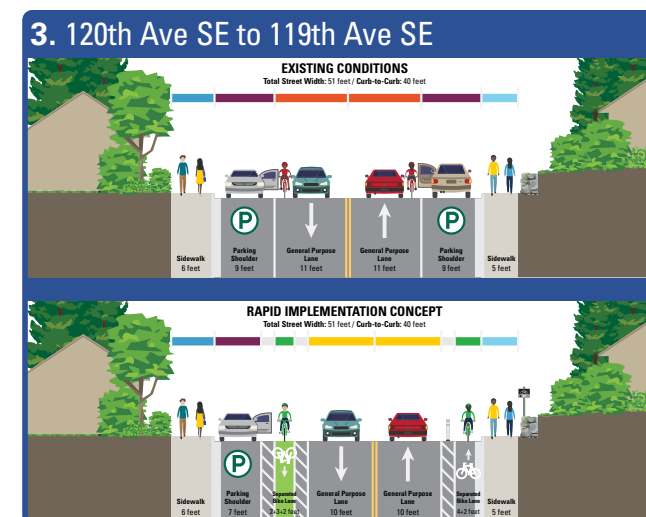 3. 120th Ave SE to 119th Ave SE
EXISTING CONDITIONS
Total Street Width: 51 feet / Curb-to-Curb: 40 feet
P
P
Sidewalk
6 feet
Parking
Shoulder
9 feet
General Purpose
Lane
11 feet
General Purpose
Lane
11 feet
Parking
Shoulder
9 feet
Sidewalk
5 feet
RAPID IMPLEMENTATION CONCEPT
Total Street Width: 51 feet / Curb-to-Curb: 40 feet
P
Sidewalk
6 feet
Parking
Shoulder
7 feet
Separated
Bike Lane
2+3+2 feet
General Purpose
Lane
10 feet
General Purpose
Lane
10 feet
Separated
Bike Lane
4+2 feet
Sidewalk
5 feet